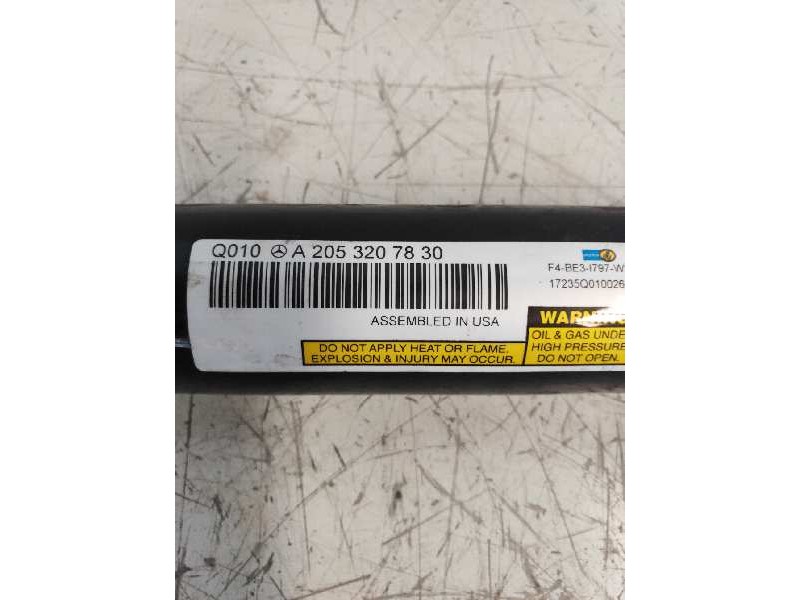 Q010 A 205 320 78 30
F4-BE3-I797-W
17235Q010026
ASSEMBLED IN USA
WARNING
OIL & GAS UNDE
HIGH PRESSURE
DO NOT OPEN.
DO NOT APPLY HEAT OR FLAME,
EXPLOSION & INJURY MAY OCCUR.